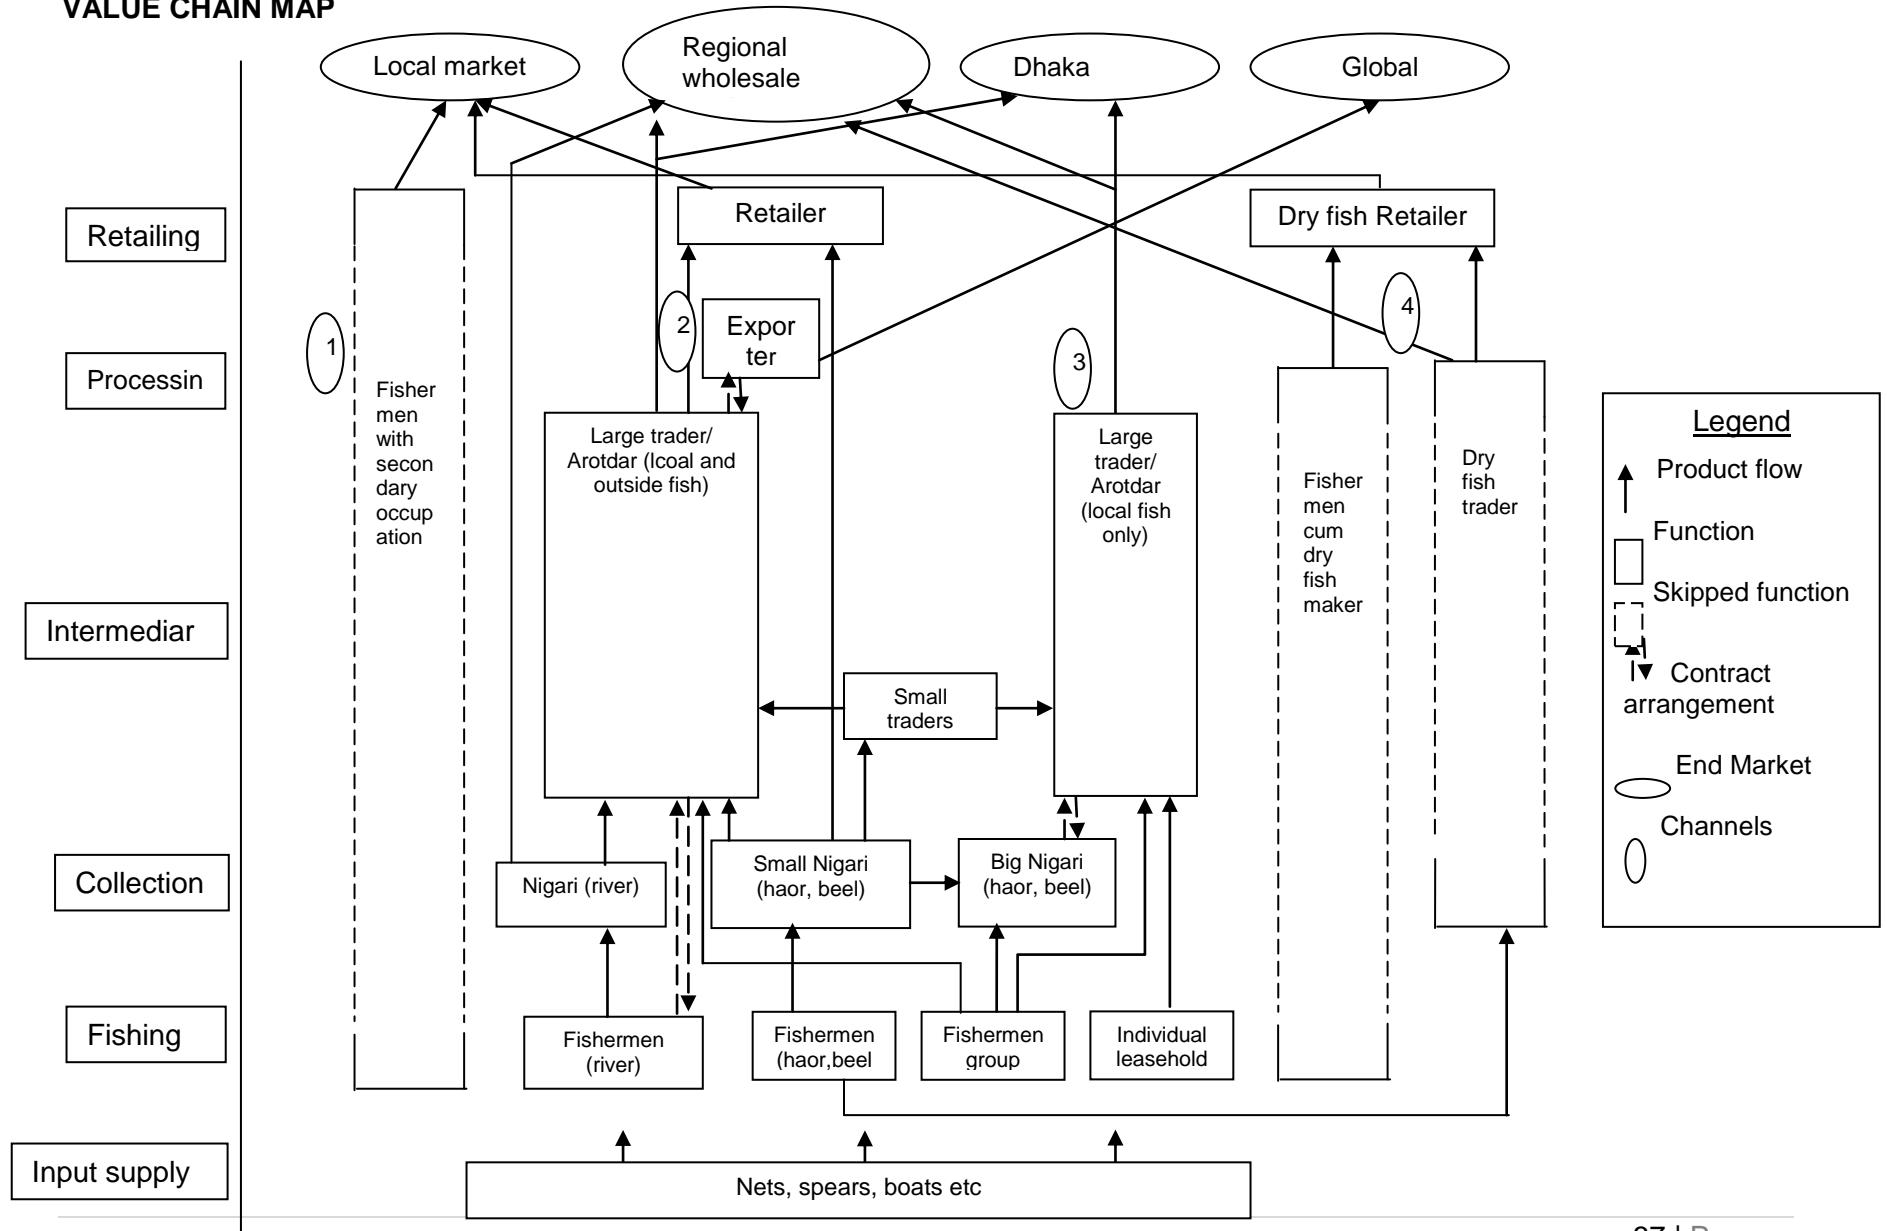 VALUE CHAIN MAP
Local market
Regional
wholesale
Dhaka
Global
Retailing
Retailer
Dry fish Retailer
1
2
Expor
ter
3
4
Processin
Fisher
men
with
secon
dary
occup
ation
Large trader/
Arotdar (lcoal and
outside fish)
Large
trader/
Arotdar
(local fish
only)
Fisher
men
cum
dry
fish
maker
Dry
fish
trader
Legend
Product flow
Function
Skipped function
Contract
arrangement
End Market
Channels
Intermediar
Small
traders
Collection
Nigari (river)
Small Nigari
(haor, beel)
Big Nigari
(haor, beel)
Fishing
Fishermen
(river)
Fishermen
(haor,beel
Fishermen
group
Individual
leasehold
Input supply
Nets, spears, boats etc